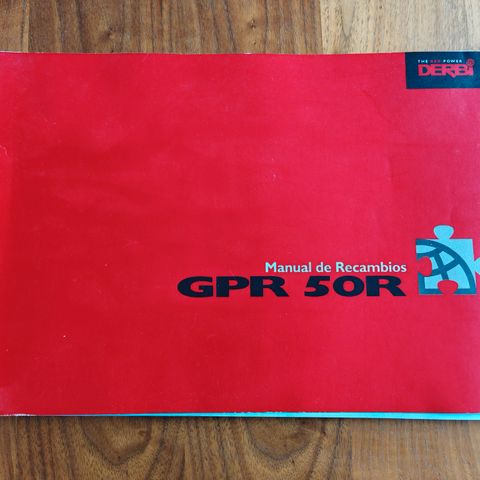 THE RED POWER
DERBI
Manual de Recambios
GPR 50R